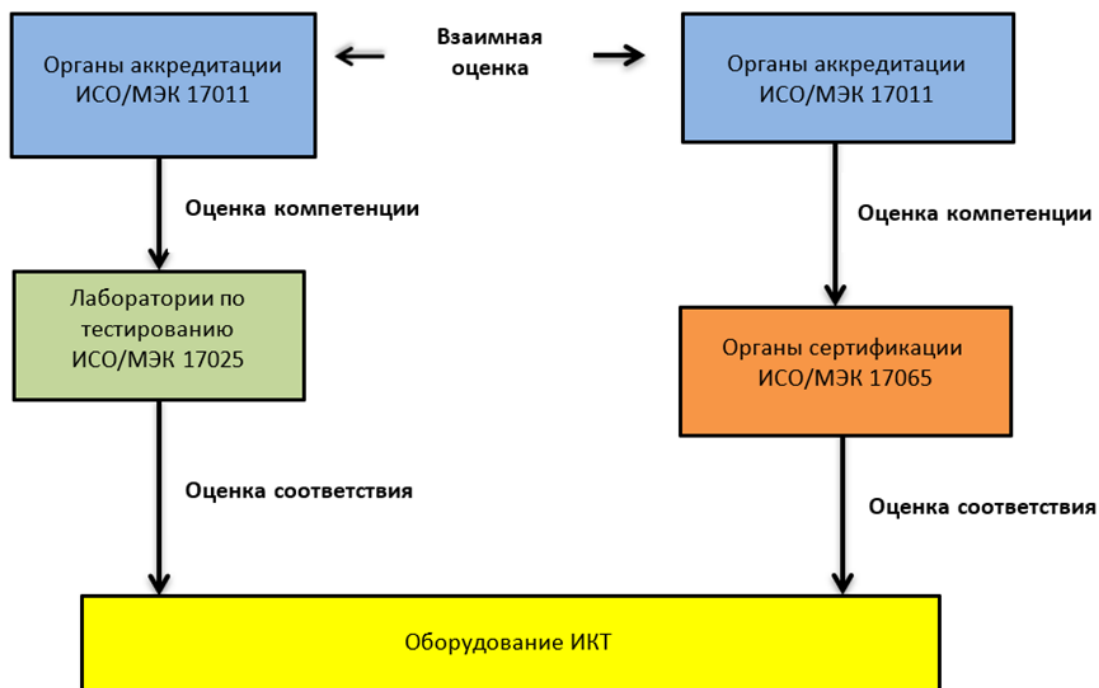 Органы аккредитации
ИСО/МЭК 17011
Взаимная
оценка
Органы аккредитации
ИСО/МЭК 17011
Оценка компетенции
Оценка компетенции
Лаборатории по
тестированию
ИСО/МЭК 17025
Органы сертификации
ИСО/МЭК 17065
Оценка соответствия
Оценка соответствия
Оборудование ИКТ